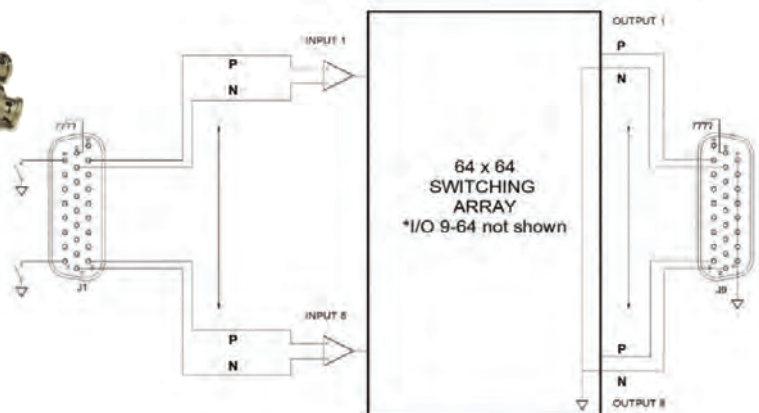 OUTPUT 1
INPUT 1
P
P
N
N
64 x 64
SWITCHING
ARRAY
*I/O 9-64 not shown
J1
J9
INPUT 8
P
P
N
N
OUTPUT 8